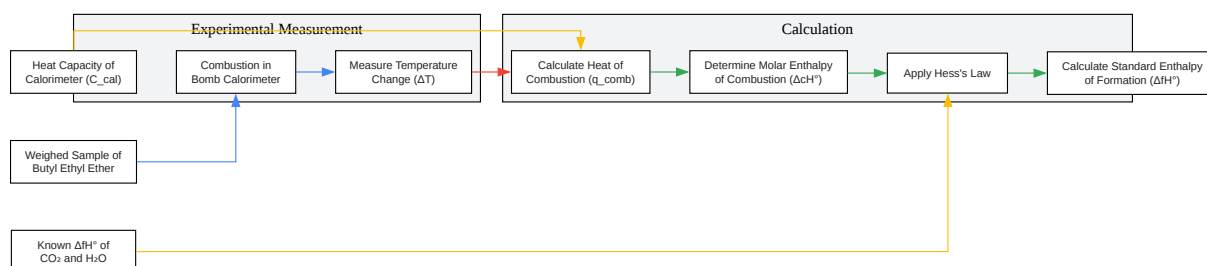 Experimental Measurement
Calculation
Heat Capacity of
Calorimeter (C_cal)
Combustion in
Bomb Calorimeter
Measure Temperature
Change (ΔT)
Calculate Heat of
Combustion (q_comb)
Determine Molar Enthalpy
of Combustion (ΔcH°)
Apply Hess's Law
Calculate Standard Enthalpy
of Formation (ΔfH°)
Weighed Sample of
Butyl Ethyl Ether
Known ΔfH° of
CO₂ and H₂O